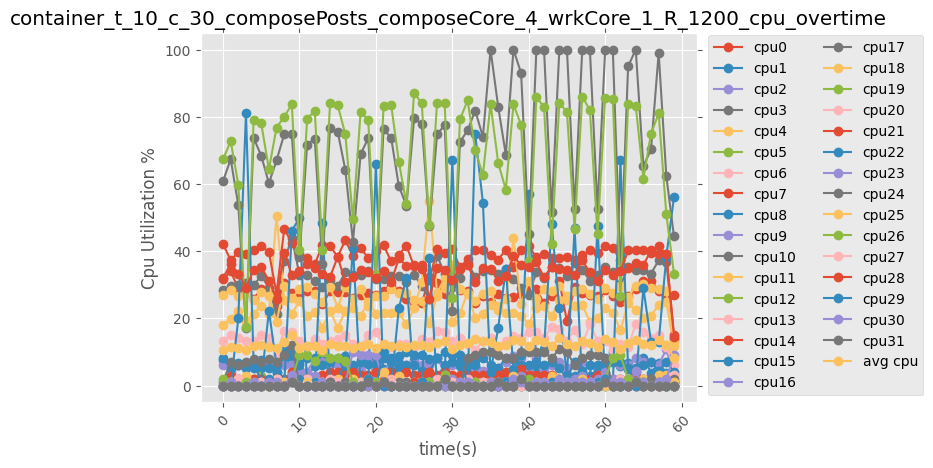 container_t_10_c_30_composePosts_composeCore_4_wrkCore_1_R_1200_cpu_overtime
Cpu Utilization %
100
80
60
40
20
0
0
10
20
30
40
50
60
time(s)
cpu0
cpu1
cpu2
cpu3
cpu4
cpu5
cpu6
cpu7
cpu8
cpu9
cpu10
cpu11
cpu12
cpu13
cpu14
cpu15
cpu16
cpu17
cpu18
cpu19
cpu20
cpu21
cpu22
cpu23
cpu24
cpu25
cpu26
cpu27
cpu28
cpu29
cpu30
cpu31
avg cpu